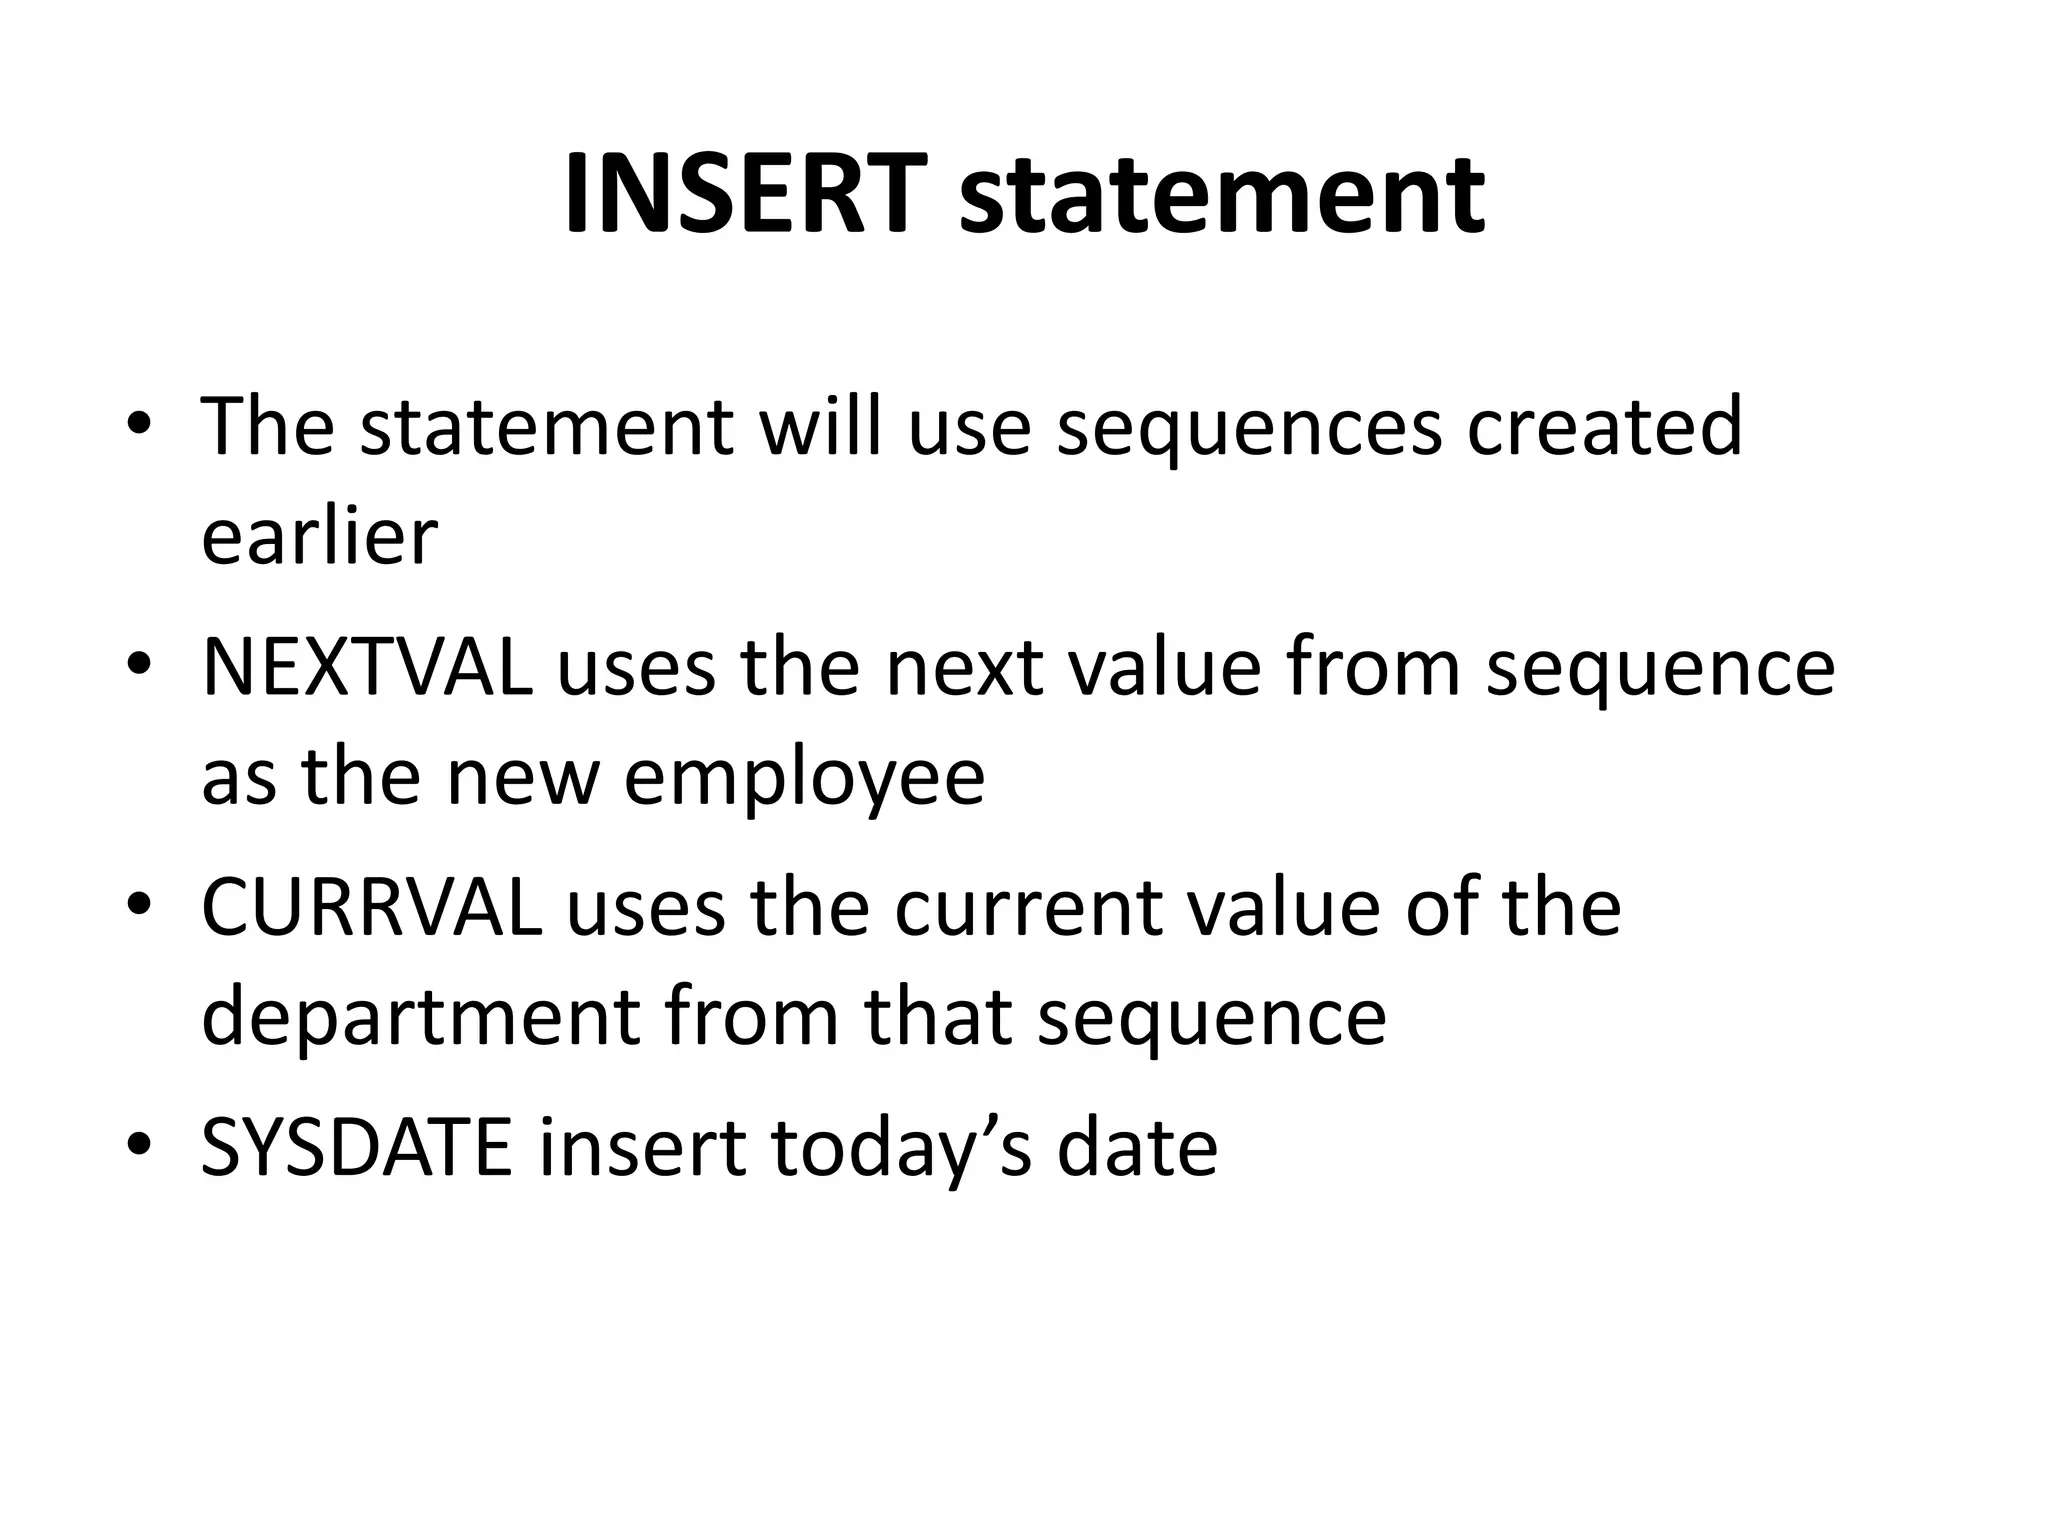 INSERT statement
• The statement will use sequences created
earlier
• NEXTVAL uses the next value from sequence
as the new employee
• CURRVAL uses the current value of the
department from that sequence
• SYSDATE insert today’s date